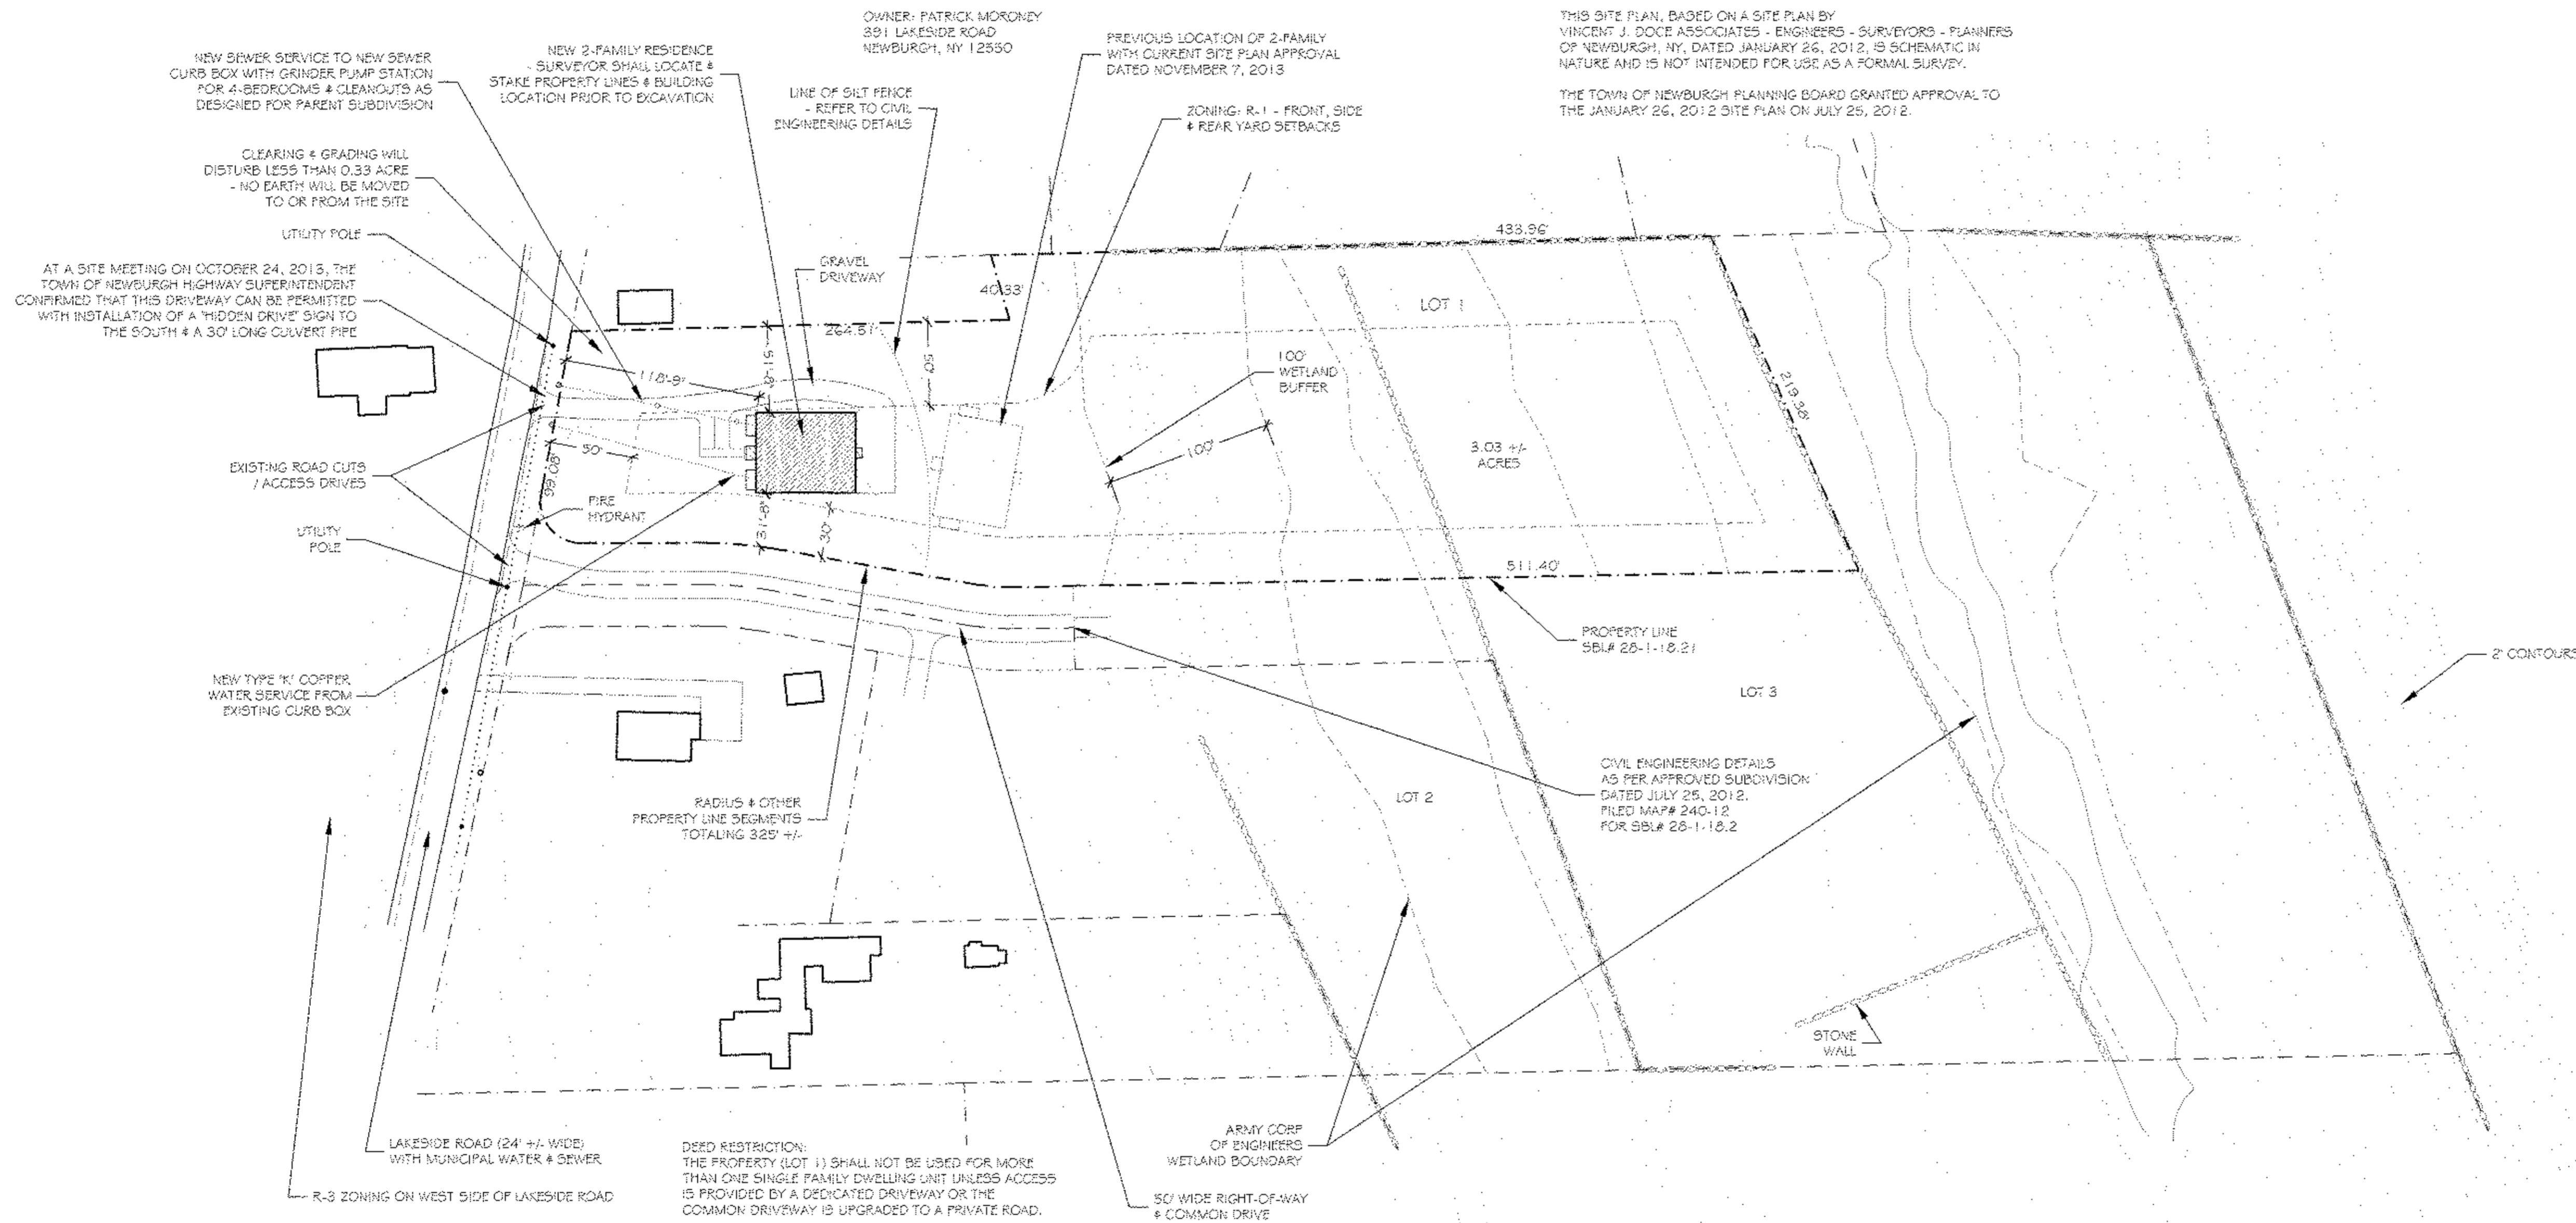 OWNER: PATRICK MORONEY
391 LAKESIDE ROAD
NEWBURGH, NY 12550
THIS SITE PLAN, BASED ON A SITE PLAN BY
VINCENT J. DOCE ASSOCIATES - ENGINEERS - SURVEYORS - PLANNERS
OF NEWBURGH, NY, DATED JANUARY 26, 2012, IS SCHEMATIC IN
NATURE AND IS NOT INTENDED FOR USE AS A FORMAL SURVEY.
THE TOWN OF NEWBURGH PLANNING BOARD GRANTED APPROVAL TO
THE JANUARY 26, 2012 SITE PLAN ON JULY 25, 2012.
NEW SEWER SERVICE TO NEW SEWER
CURB BOX WITH GRINDER PUMP STATION
FOR 4-BEDROOMS & CLEANOUTS AS
DESIGNED FOR PARENT SUBDIVISION
NEW 2-FAMILY RESIDENCE
- SURVEYOR SHALL LOCATE &
STAKE PROPERTY LINES & BUILDING
LOCATION PRIOR TO EXCAVATION
LINE OF SILT FENCE
- REFER TO CIVIL
ENGINEERING DETAILS
PREVIOUS LOCATION OF 2-FAMILY
WITH CURRENT SITE PLAN APPROVAL
DATED NOVEMBER 7, 2013
ZONING: R-1 - FRONT, SIDE
& REAR YARD SETBACKS
CLEARING & GRADING WILL
DISTURB LESS THAN 0.33 ACRE
- NO EARTH WILL BE MOVED
TO OR FROM THE SITE
UTILITY POLE
AT A SITE MEETING ON OCTOBER 24, 2013, THE
TOWN OF NEWBURGH HIGHWAY SUPERINTENDENT
CONFIRMED THAT THIS DRIVEWAY CAN BE PERMITTED
WITH INSTALLATION OF A "HIDDEN DRIVE" SIGN TO
THE SOUTH & A 30' LONG CULVERT PIPE
GRAVEL
DRIVEWAY
433.96'
40.33'
264.51'
LOT 1
118'-9"
51'-8"
50'
100'
WETLAND
BUFFER
219.38'
EXISTING ROAD CUTS
/ ACCESS DRIVES
50'
99.08'
100'
3.03 +/-
ACRES
FIRE
HYDRANT
31'-8"
30'
UTILITY
POLE
511.40'
PROPERTY LINE
SBL# 28-1-18.21
2' CONTOURS
NEW TYPE 'K' COPPER
WATER SERVICE FROM
EXISTING CURB BOX
LOT 3
CIVIL ENGINEERING DETAILS
AS PER APPROVED SUBDIVISION
DATED JULY 25, 2012.
FILED MAP# 240-12
FOR SBL# 28-1-18.2
LOT 2
RADIUS & OTHER
PROPERTY LINE SEGMENTS
TOTALING 325' +/-
STONE
WALL
LAKESIDE ROAD (24' +/- WIDE)
WITH MUNICIPAL WATER & SEWER
R-3 ZONING ON WEST SIDE OF LAKESIDE ROAD
DEED RESTRICTION:
THE PROPERTY (LOT 1) SHALL NOT BE USED FOR MORE
THAN ONE SINGLE FAMILY DWELLING UNIT UNLESS ACCESS
IS PROVIDED BY A DEDICATED DRIVEWAY OR THE
COMMON DRIVEWAY IS UPGRADED TO A PRIVATE ROAD.
ARMY CORP
OF ENGINEERS
WETLAND BOUNDARY
50' WIDE RIGHT-OF-WAY
& COMMON DRIVE